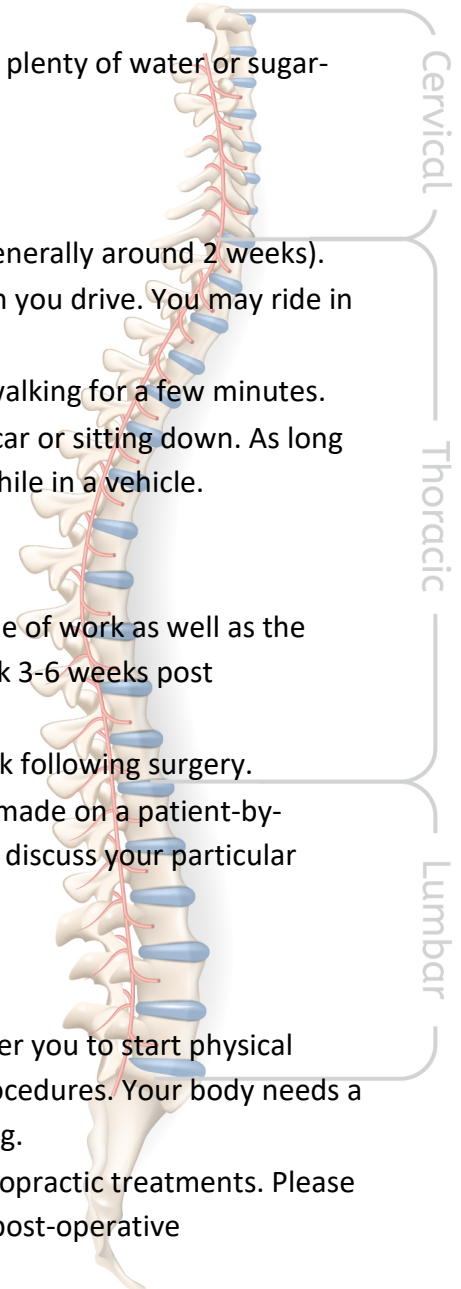 plenty of water or sugar-
Cervical
enerally around 2 weeks).
n you drive. You may ride in
valking for a few minutes.
car or sitting down. As long
hile in a vehicle.
Thoracic
e of work as well as the
k 3-6 weeks post
k following surgery.
made on a patient-by-
discuss your particular
Lumbar
er you to start physical
ocedures. Your body needs a
g.
opractic treatments. Please
post-operative